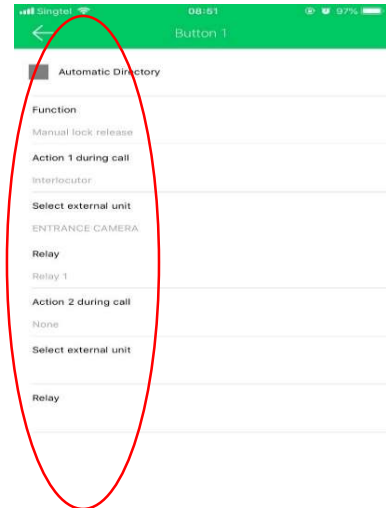 Singtel 08:51 97%
Button 1
Automatic Directory
Function
Manual lock release
Action 1 during call
Interlocutor
Select external unit
ENTRANCE CAMERA
Relay
Relay 1
Action 2 during call
None
Select external unit
Relay